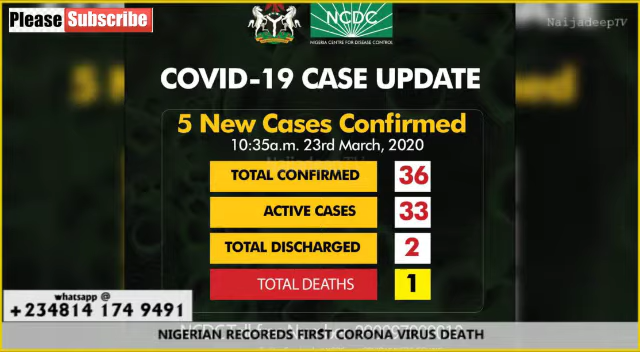 Please Subscribe
NCDC
NIGERIA CENTRE FOR DISEASE CONTROL
NaijadeepTV
COVID-19 CASE UPDATE
5 New Cases Confirmed
10:35a.m. 23rd March, 2020
NaijadeepTV
TOTAL CONFIRMED 36
ACTIVE CASES 33
TOTAL DISCHARGED 2
TOTAL DEATHS 1
whatsapp @
+234814 174 9491
NIGERIAN RECOREDS FIRST CORONA VIRUS DEATH